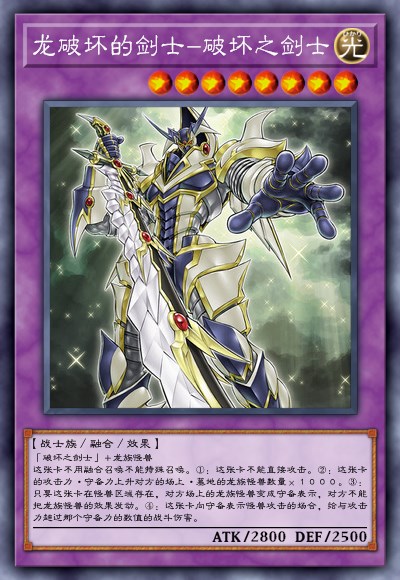 龙破坏的剑士-破坏之剑士
ひかり
光
【战士族/融合/效果】
「破坏之剑士」+龙族怪兽
这张卡不用融合召唤不能特殊召唤。①:这张卡不能直接攻击。②:这张卡
的攻击力·守备力上升对方的场上·墓地的龙族怪兽数量×1000。③:
只要这张卡在怪兽区域存在,对方场上的龙族怪兽变成守备表示,对方不能
把龙族怪兽的效果发动。④:这张卡向守备表示怪兽攻击的场合,给与攻击
力超过那个守备力的数值的战斗伤害。
ATK/2800 DEF/2500